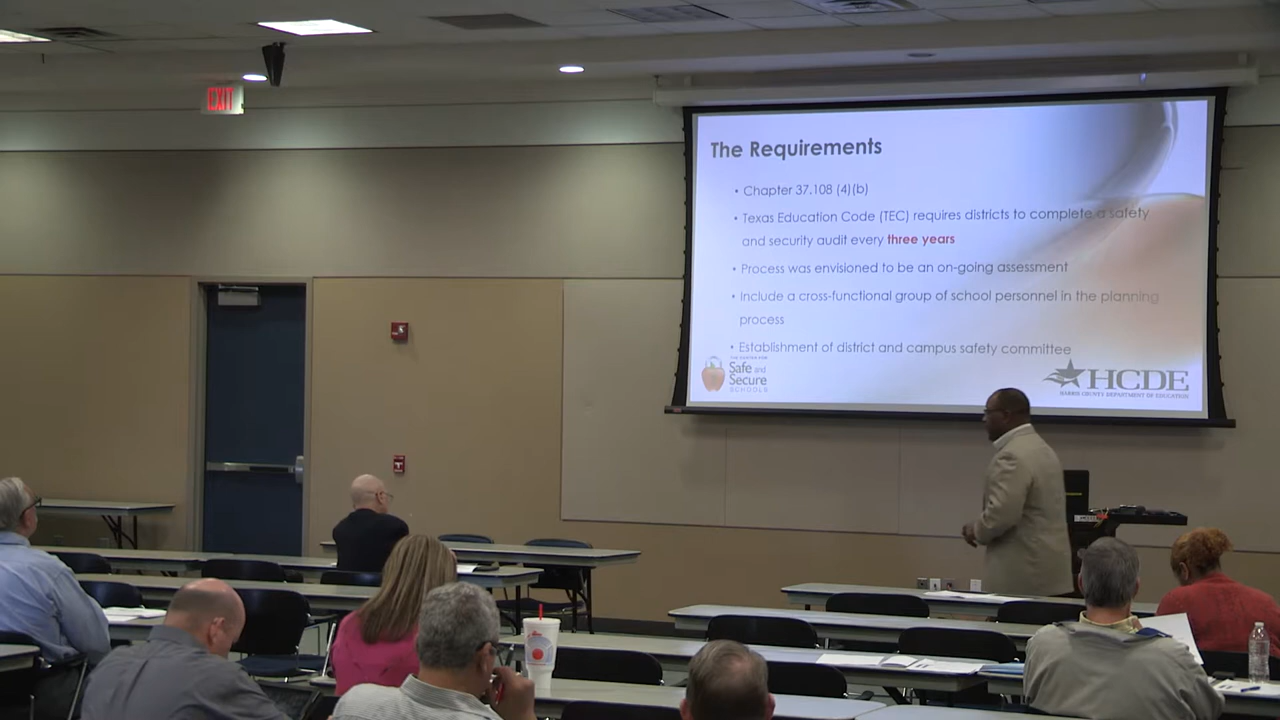 EXIT
The Requirements
• Chapter 37.108 (4)(b)
• Texas Education Code (TEC) requires districts to complete a safety
and security audit every three years
• Process was envisioned to be an on-going assessment
• Include a cross-functional group of school personnel in the planning
process
• Establishment of district and campus safety committee
THE CENTER FOR
Safe and
Secure
SCHOOLS
HCDE
HARRIS COUNTY DEPARTMENT OF EDUCATION